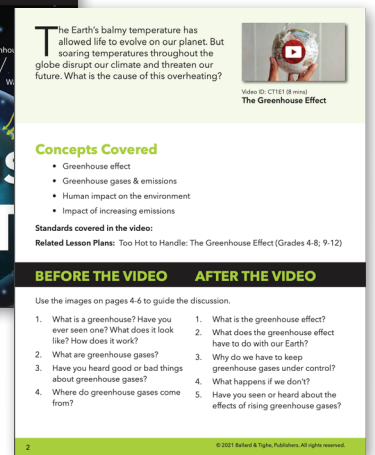 The Earth's balmy temperature has
allowed life to evolve on our planet. But
soaring temperatures throughout the
globe disrupt our climate and threaten our
future. What is the cause of this overheating?
Video ID: CT1E1 (8 mins)
The Greenhouse Effect
Concepts Covered
• Greenhouse effect
• Greenhouse gases & emissions
• Human impact on the environment
• Impact of increasing emissions
Standards covered in the video:
Related Lesson Plans: Too Hot to Handle: The Greenhouse Effect (Grades 4-8; 9-12)
BEFORE THE VIDEO
Use the images on pages 4-6 to guide the discussion.
1. What is a greenhouse? Have you
ever seen one? What does it look
like? How does it work?
2. What are greenhouse gases?
3. Have you heard good or bad things
about greenhouse gases?
4. Where do greenhouse gases come
from?
AFTER THE VIDEO
1. What is the greenhouse effect?
2. What does the greenhouse effect
have to do with our Earth?
3. Why do we have to keep
greenhouse gases under control?
4. What happens if we don't?
5. Have you seen or heard about the
effects of rising greenhouse gases?
2
© 2021 Ballard & Tighe, Publishers. All rights reserved.